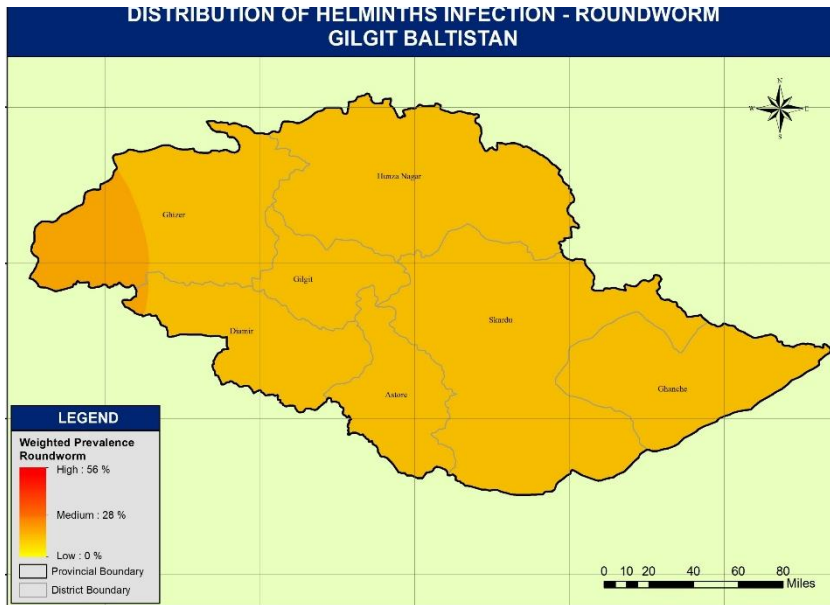 DISTRIBUTION OF HELMINTHS INFECTION - ROUNDWORM
GILGIT BALTISTAN
N
W E
S
Hunza Nagar
Ghizer
Gilgit
Skardu
Diamir
Ghanche
Astore
LEGEND
Weighted Prevalence
Roundworm
High : 56 %
Medium : 28 %
Low : 0 %
Provincial Boundary
District Boundary
0 10 20 40 60 80
Miles